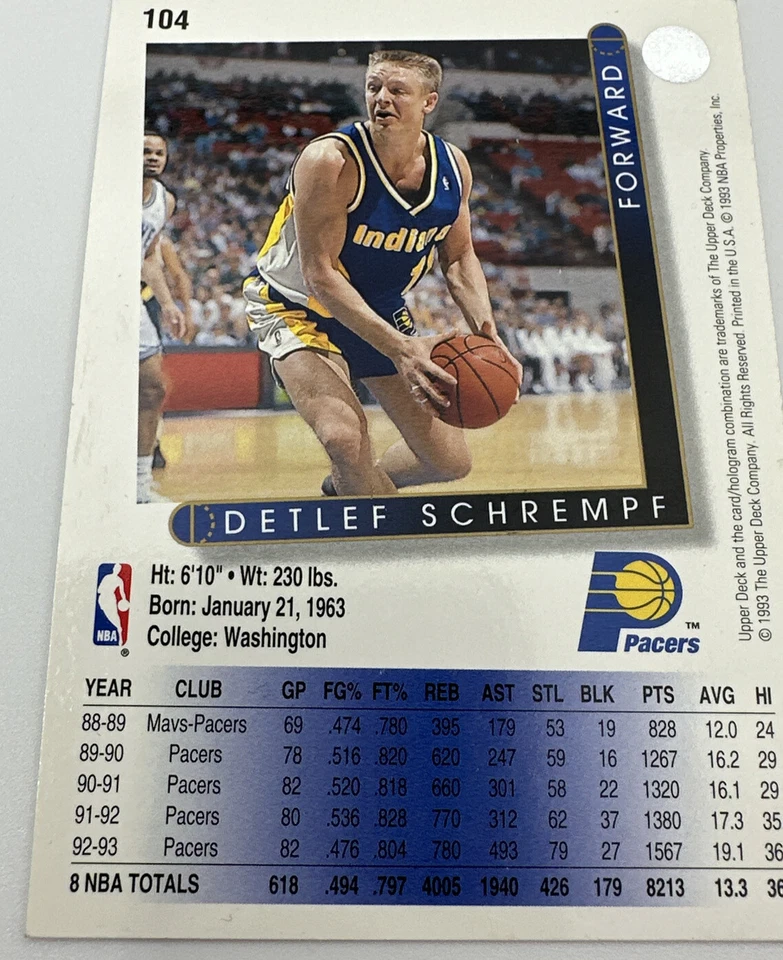 104
FORWARD
Indiana
DETLEF SCHREMPF
Upper Deck and the card/hologram combination are trademarks of The Upper Deck Company.
© 1993 The Upper Deck Company. All Rights Reserved. Printed in the U.S.A. © 1993 NBA Properties, Inc.
NBA
®
Ht: 6'10" • Wt: 230 lbs.
Born: January 21, 1963
College: Washington
Pacers™
YEAR CLUB GP FG% FT% REB AST STL BLK PTS AVG HI
88-89 Mavs-Pacers 69 .474 .780 395 179 53 19 828 12.0 24
89-90 Pacers 78 .516 .820 620 247 59 16 1267 16.2 29
90-91 Pacers 82 .520 .818 660 301 58 22 1320 16.1 29
91-92 Pacers 80 .536 .828 770 312 62 37 1380 17.3 35
92-93 Pacers 82 .476 .804 780 493 79 27 1567 19.1 36
8 NBA TOTALS 618 .494 .797 4005 1940 426 179 8213 13.3 36